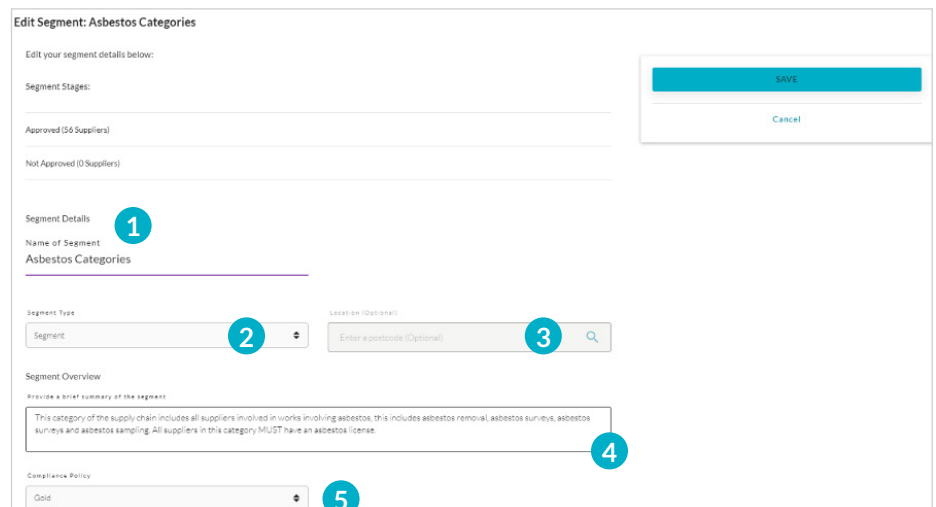 Edit Segment: Asbestos Categories
Edit your segment details below:
SAVE
Segment Stages:
Cancel
Approved (56 Suppliers)
Not Approved (0 Suppliers)
Segment Details
1
Name of Segment
Asbestos Categories
Segment Type
Location (Optional)
Segment
2
Enter a postcode (Optional)
3
Segment Overview
Provide a brief summary of the segment
This category of the supply chain includes all suppliers involved in works involving asbestos, this includes asbestos removal, asbestos surveys, asbestos
surveys and asbestos sampling. All suppliers in this category MUST have an asbestos license.
4
Compliance Policy
Gold
5